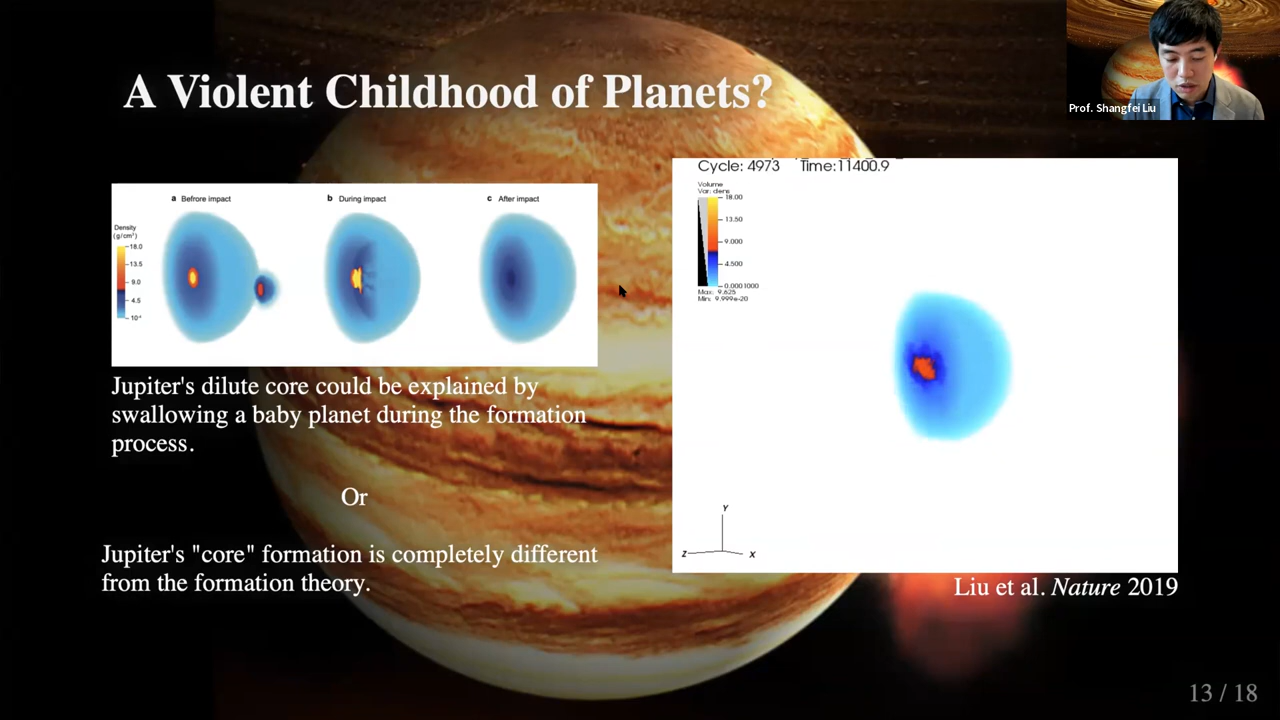 A Violent Childhood of Planets?
Prof. Shangfei Liu
a Befrore impact
b During impact
c After impact
Density
(g/cm³)
18.0
13.5
9.0
4.5
10⁻⁴
Cycle: 4973 Time:11400.9
Volume
Var: dens
18.00
13.50
9.000
4.500
0.0001000
Max: 9.625
Min: 9.999e-20
Y
Z
X
Jupiter's dilute core could be explained by
swallowing a baby planet during the formation
process.
Or
Jupiter's "core" formation is completely different
from the formation theory.
Liu et al. Nature 2019
13 / 18